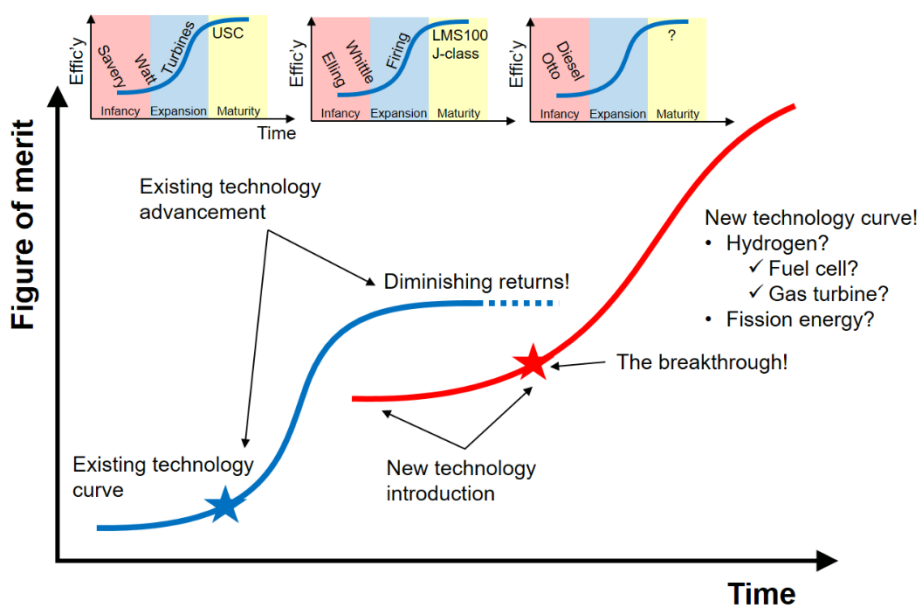 Effic'y
Savery
Watt
Turbines
USC
Infancy
Expansion
Maturity
Time
Effic'y
Elling
Whittle
Firing
LMS100
J-class
Infancy
Expansion
Maturity
Effic'y
Otto
Diesel
?
Infancy
Expansion
Maturity
Figure of merit
Existing technology
advancement
Diminishing returns!
New technology curve!
• Hydrogen?
✓ Fuel cell?
✓ Gas turbine?
• Fission energy?
The breakthrough!
Existing technology
curve
New technology
introduction
Time